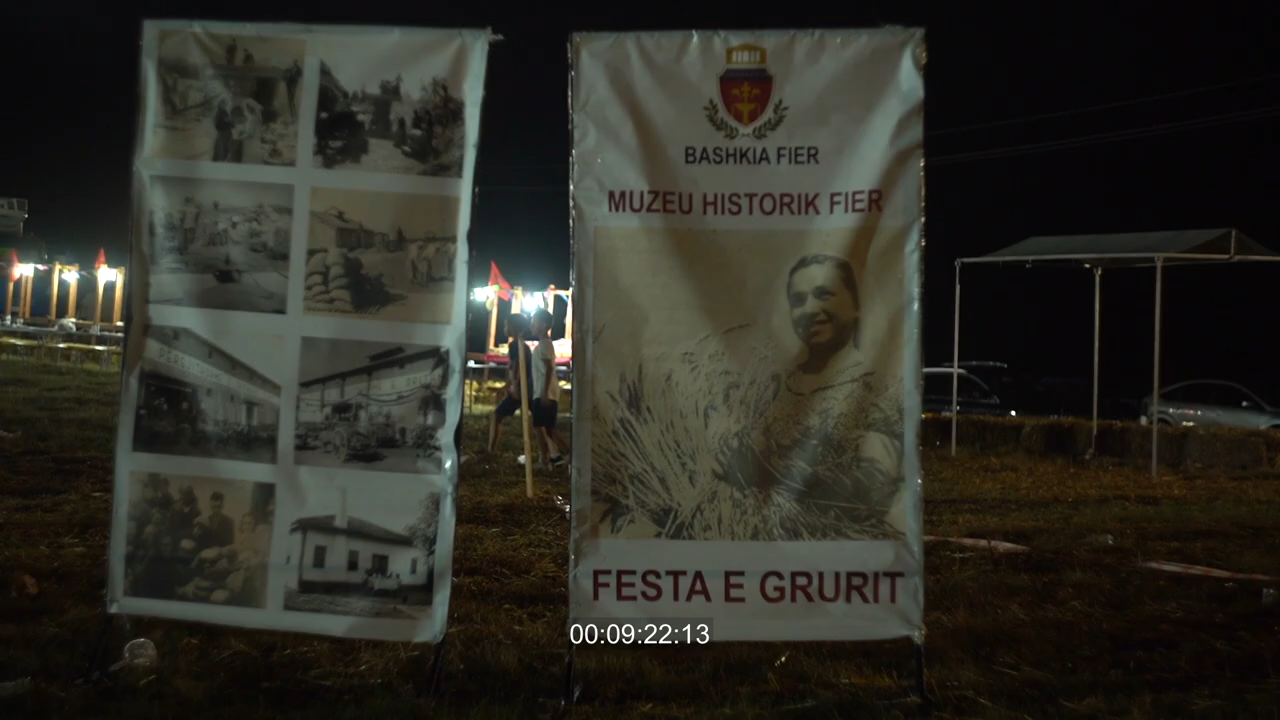 BASHKIA FIER
MUZEU HISTORIK FIER
FESTA E GRURIT
00:09:22:13